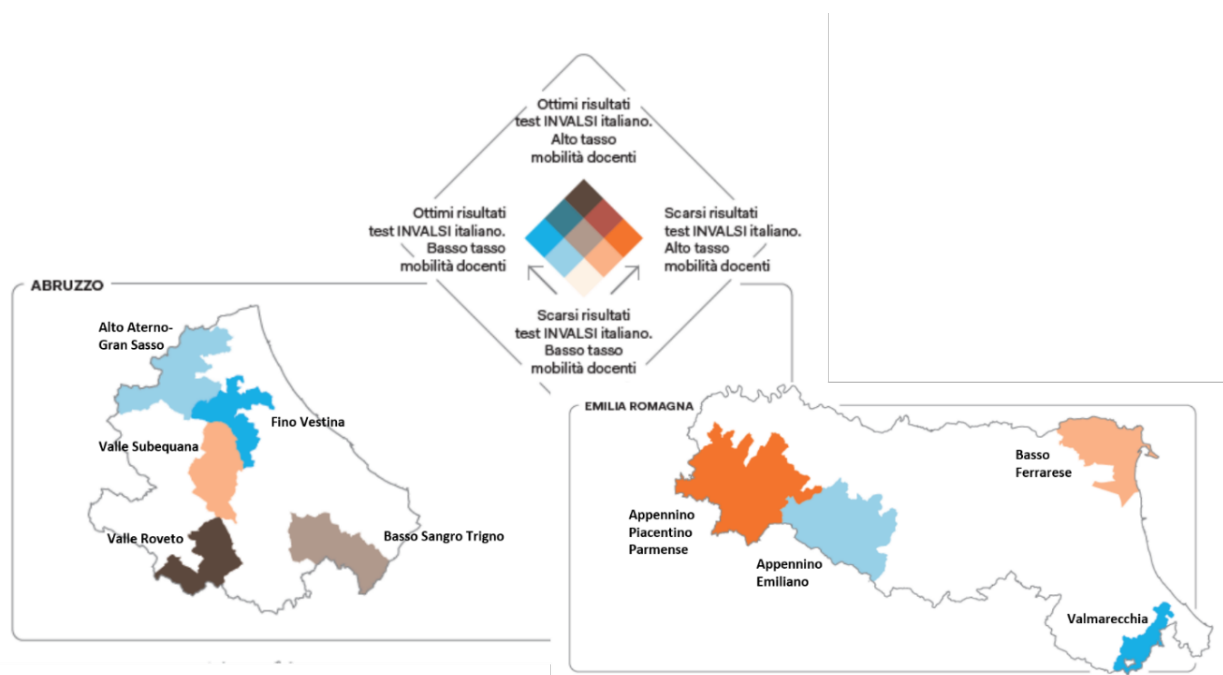 Ottimi risultati
test INVALSI italiano.
Alto tasso
mobilità docenti
Ottimi risultati
test INVALSI italiano.
Basso tasso
mobilità docenti
Scarsi risultati
test INVALSI italiano.
Alto tasso
mobilità docenti
Scarsi risultati
test INVALSI italiano.
Basso tasso
mobilità docenti
ABRUZZO
Alto Aterno-
Gran Sasso
Fino Vestina
Valle Subequana
Valle Roveto
Basso Sangro Trigno
EMILIA ROMAGNA
Basso
Ferrarese
Appennino
Piacentino
Parmense
Appennino
Emiliano
Valmarecchia